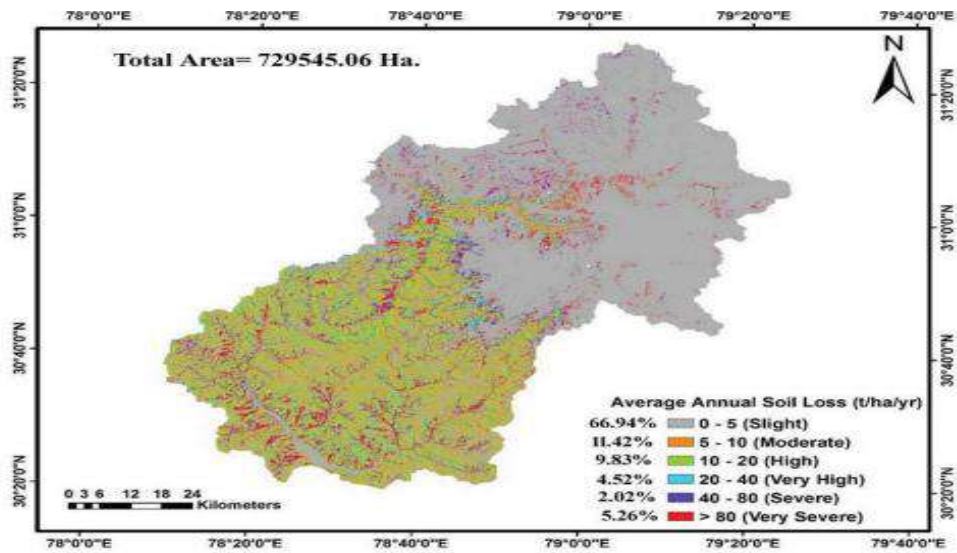 78°0'0"E 78°20'0"E 78°40'0"E 79°0'0"E 79°20'0"E 79°40'0"E
Total Area= 729545.06 Ha.
N
31°20'0"N 31°20'0"N
31°0'0"N 31°0'0"N
30°40'0"N 30°40'0"N
30°20'0"N 30°20'0"N
Average Annual Soil Loss (t/ha/yr)
66.94% 0 - 5 (Slight)
11.42% 5 - 10 (Moderate)
9.83% 10 - 20 (High)
4.52% 20 - 40 (Very High)
2.02% 40 - 80 (Severe)
5.26% > 80 (Very Severe)
0 3 6 12 18 24
Kilometers
78°0'0"E 78°20'0"E 78°40'0"E 79°0'0"E 79°20'0"E 79°40'0"E